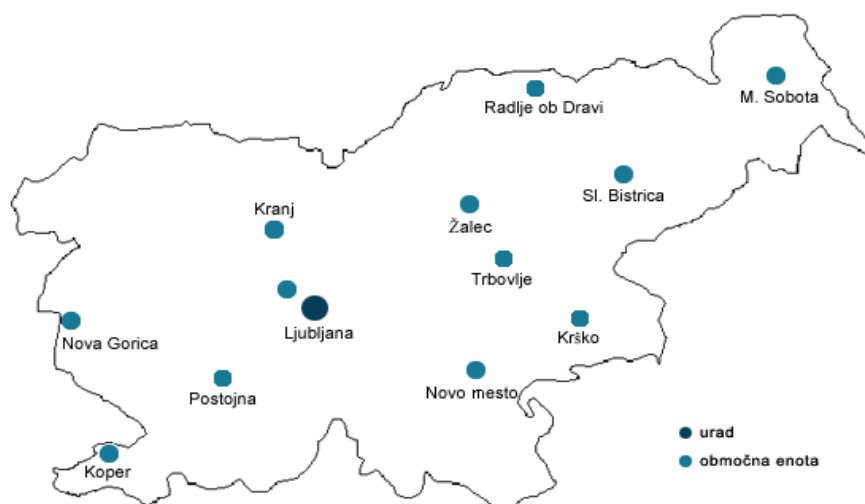 M. Sobota
Radlje ob Dravi
Sl. Bistrica
Kranj
Žalec
Trbovlje
Ljubljana
Krško
Nova Gorica
Postojna
Novo mesto
urad
območna enota
Koper